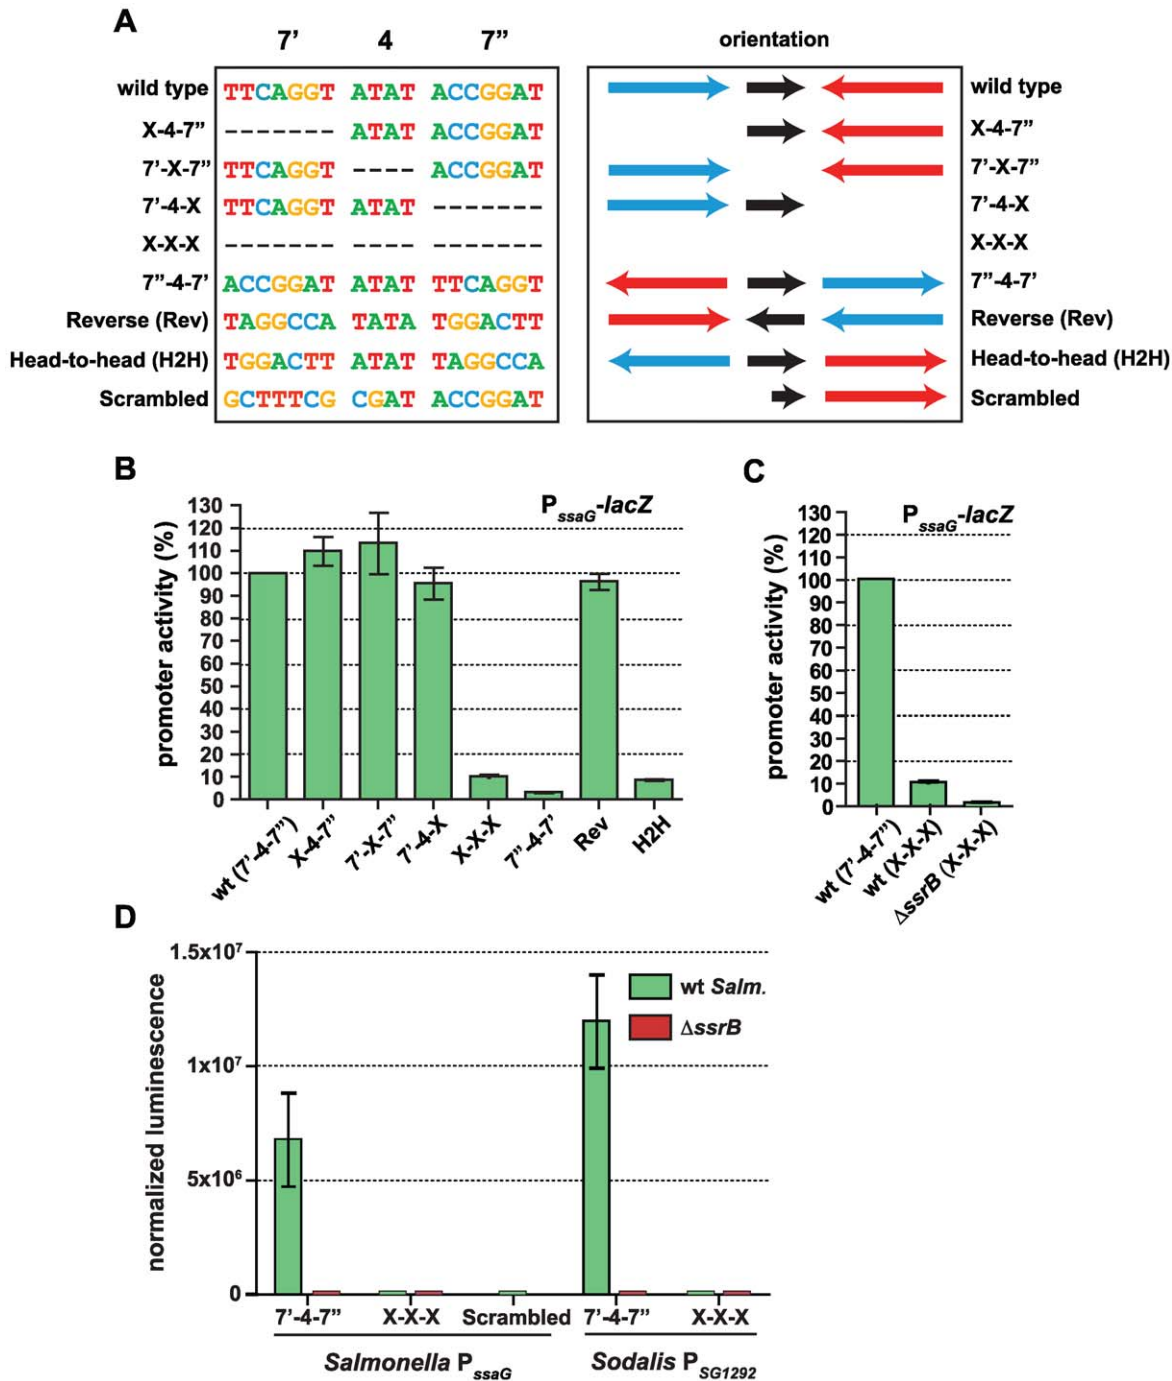 A
7' 4 7" orientation
wild type TTCAGGT ATAT ACCGGAT wild type
X-4-7" ------- ATAT ACCGGAT X-4-7"
7'-X-7" TTCAGGT ---- ACCGGAT 7'-X-7"
7'-4-X TTCAGGT ATAT ------- 7'-4-X
X-X-X ------- ---- ------- X-X-X
7"-4-7' ACCGGAT ATAT TTCAGGT 7"-4-7'
Reverse (Rev) TAGGCCA TATA TGGACTT Reverse (Rev)
Head-to-head (H2H) TGGACTT ATAT TAGGCCA Head-to-head (H2H)
Scrambled GCTTTCG CGAT ACCGGAT Scrambled
B
PssaG-lacZ
promoter activity (%)
130
120
110
100
90
80
70
60
50
40
30
20
10
0
wt (7'-4-7")
X-4-7"
7'-X-7"
7'-4-X
X-X-X
7"-4-7'
Rev
H2H
C
PssaG-lacZ
promoter activity (%)
130
120
110
100
90
80
70
60
50
40
30
20
10
0
wt (7'-4-7")
wt (X-X-X)
ΔssrB (X-X-X)
D
normalized luminescence
1.5x10⁷
1x10⁷
5x10⁶
0
wt Salm.
ΔssrB
7'-4-7" X-X-X Scrambled 7'-4-7" X-X-X
Salmonella PssaG Sodalis PSG1292